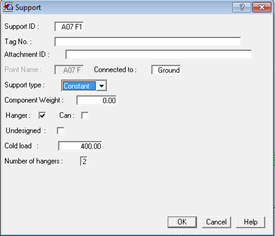 Support
Support ID : A07 F1
Tag No. :
Attachment ID :
Point Name : A07 F Connected to : Ground
Support type : Constant
Component Weight : 0.00
Hanger : Can :
Undesigned :
Cold load : 400.00
Number of hangers : 2
OK Cancel Help